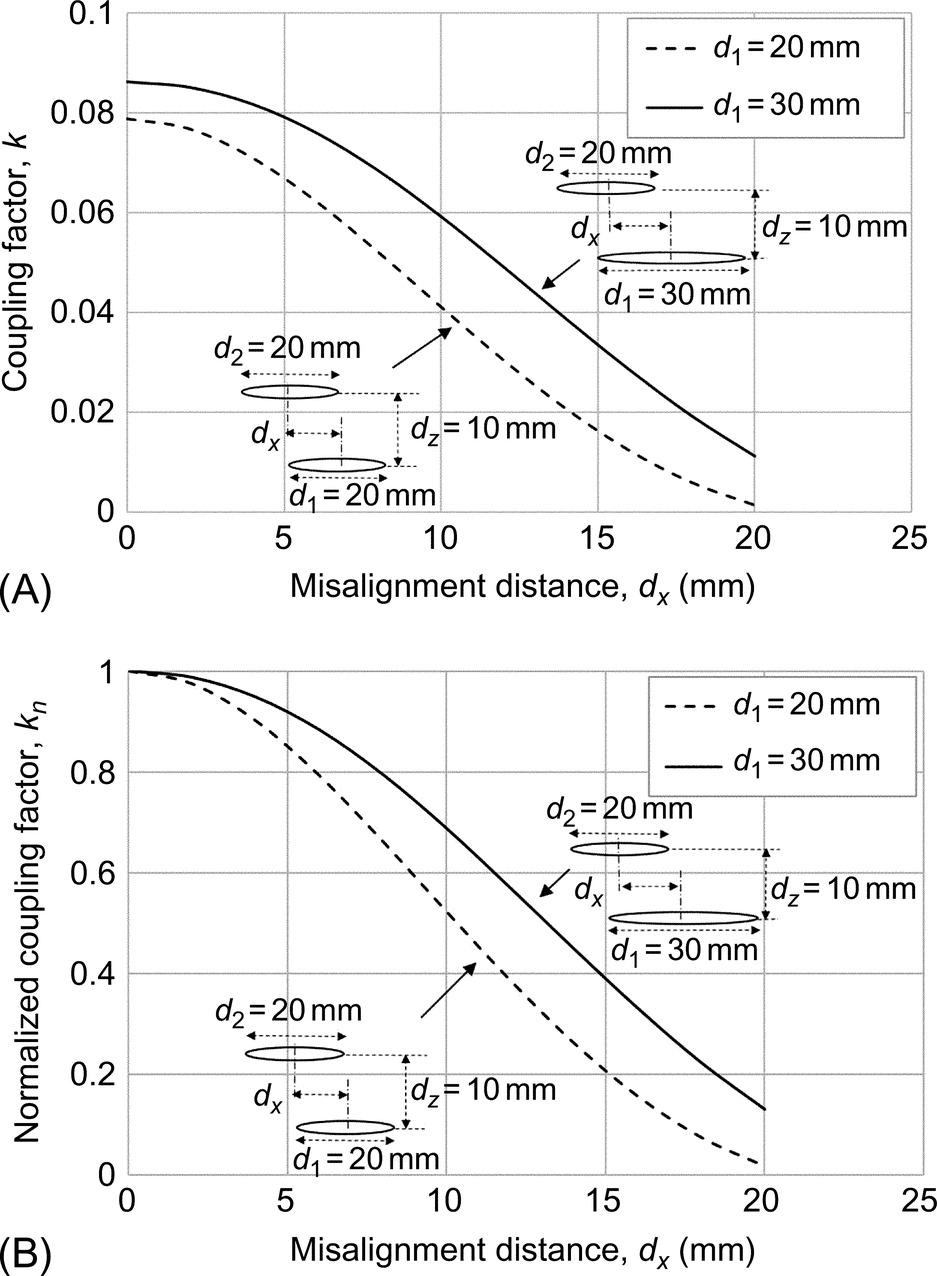 0.1
0.08
0.06
0.04
0.02
0
Coupling factor, k
d1 = 20 mm
d1 = 30 mm
d2 = 20 mm
dx
dz = 10 mm
d1 = 30 mm
d2 = 20 mm
dx
dz = 10 mm
d1 = 20 mm
0 5 10 15 20 25
Misalignment distance, dx (mm)
(A)
1
0.8
0.6
0.4
0.2
0
Normalized coupling factor, kn
d1 = 20 mm
d1 = 30 mm
d2 = 20 mm
dx
dz = 10 mm
d1 = 30 mm
d2 = 20 mm
dx
dz = 10 mm
d1 = 20 mm
0 5 10 15 20 25
Misalignment distance, dx (mm)
(B)